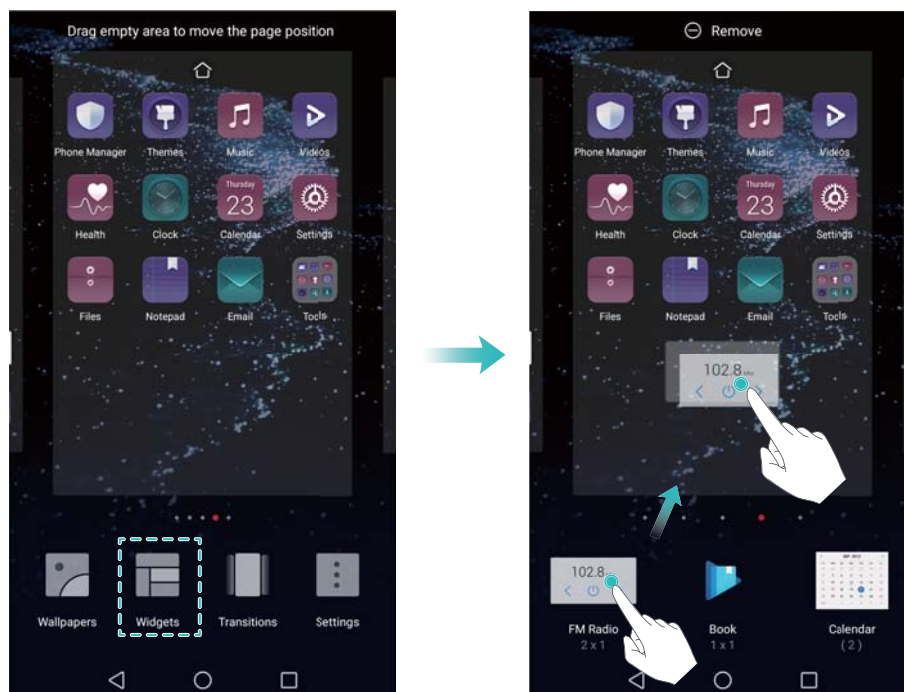 Drag empty area to move the page position
Phone Manager Themes Music Videos
Thursday
23
Health Clock Calendar Settings
Files Notepad Email Tools
Wallpapers Widgets Transitions Settings
Remove
Phone Manager Themes Music Videos
Thursday
23
Health Clock Calendar Settings
Files Notepad Email Tools
102.8
102.8
FM Radio Book Calendar
2 x 1 1 x 1 (2)